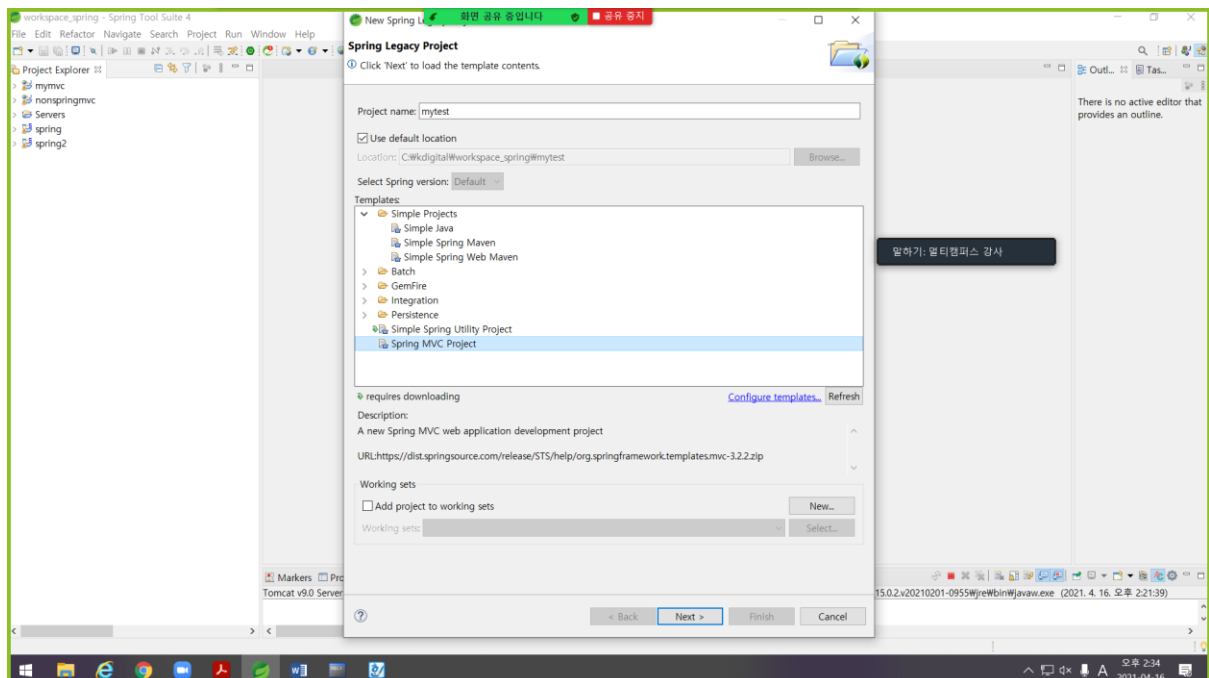 workspace_spring - Spring Tool Suite 4
File Edit Refactor Navigate Search Project Run Window Help
Project Explorer
mymvc
nonspringmvc
Servers
spring
spring2
New Spring
화면 공유 중입니다
공유 중지
Spring Legacy Project
Click 'Next' to load the template contents.
Project name: mytest
Use default location
Location: C:₩kdigital₩workspace_spring₩mytest Browse...
Select Spring version: Default
Templates:
Simple Projects
Simple Java
Simple Spring Maven
Simple Spring Web Maven
Batch
GemFire
Integration
Persistence
Simple Spring Utility Project
Spring MVC Project
requires downloading Configure templates... Refresh
Description:
A new Spring MVC web application development project
URL:https://dist.springsource.com/release/STS/help/org.springframework.templates.mvc-3.2.2.zip
Working sets
Add project to working sets New...
Working sets: Select...
< Back Next > Finish Cancel
Outl... Tas...
There is no active editor that
provides an outline.
말하기: 멀티캠퍼스 강사
Markers Pro
Tomcat v9.0 Server
15.0.2.v20210201-0955₩jre₩bin₩javaw.exe (2021. 4. 16. 오후 2:21:39)
A 오후 2:34
2021-04-16